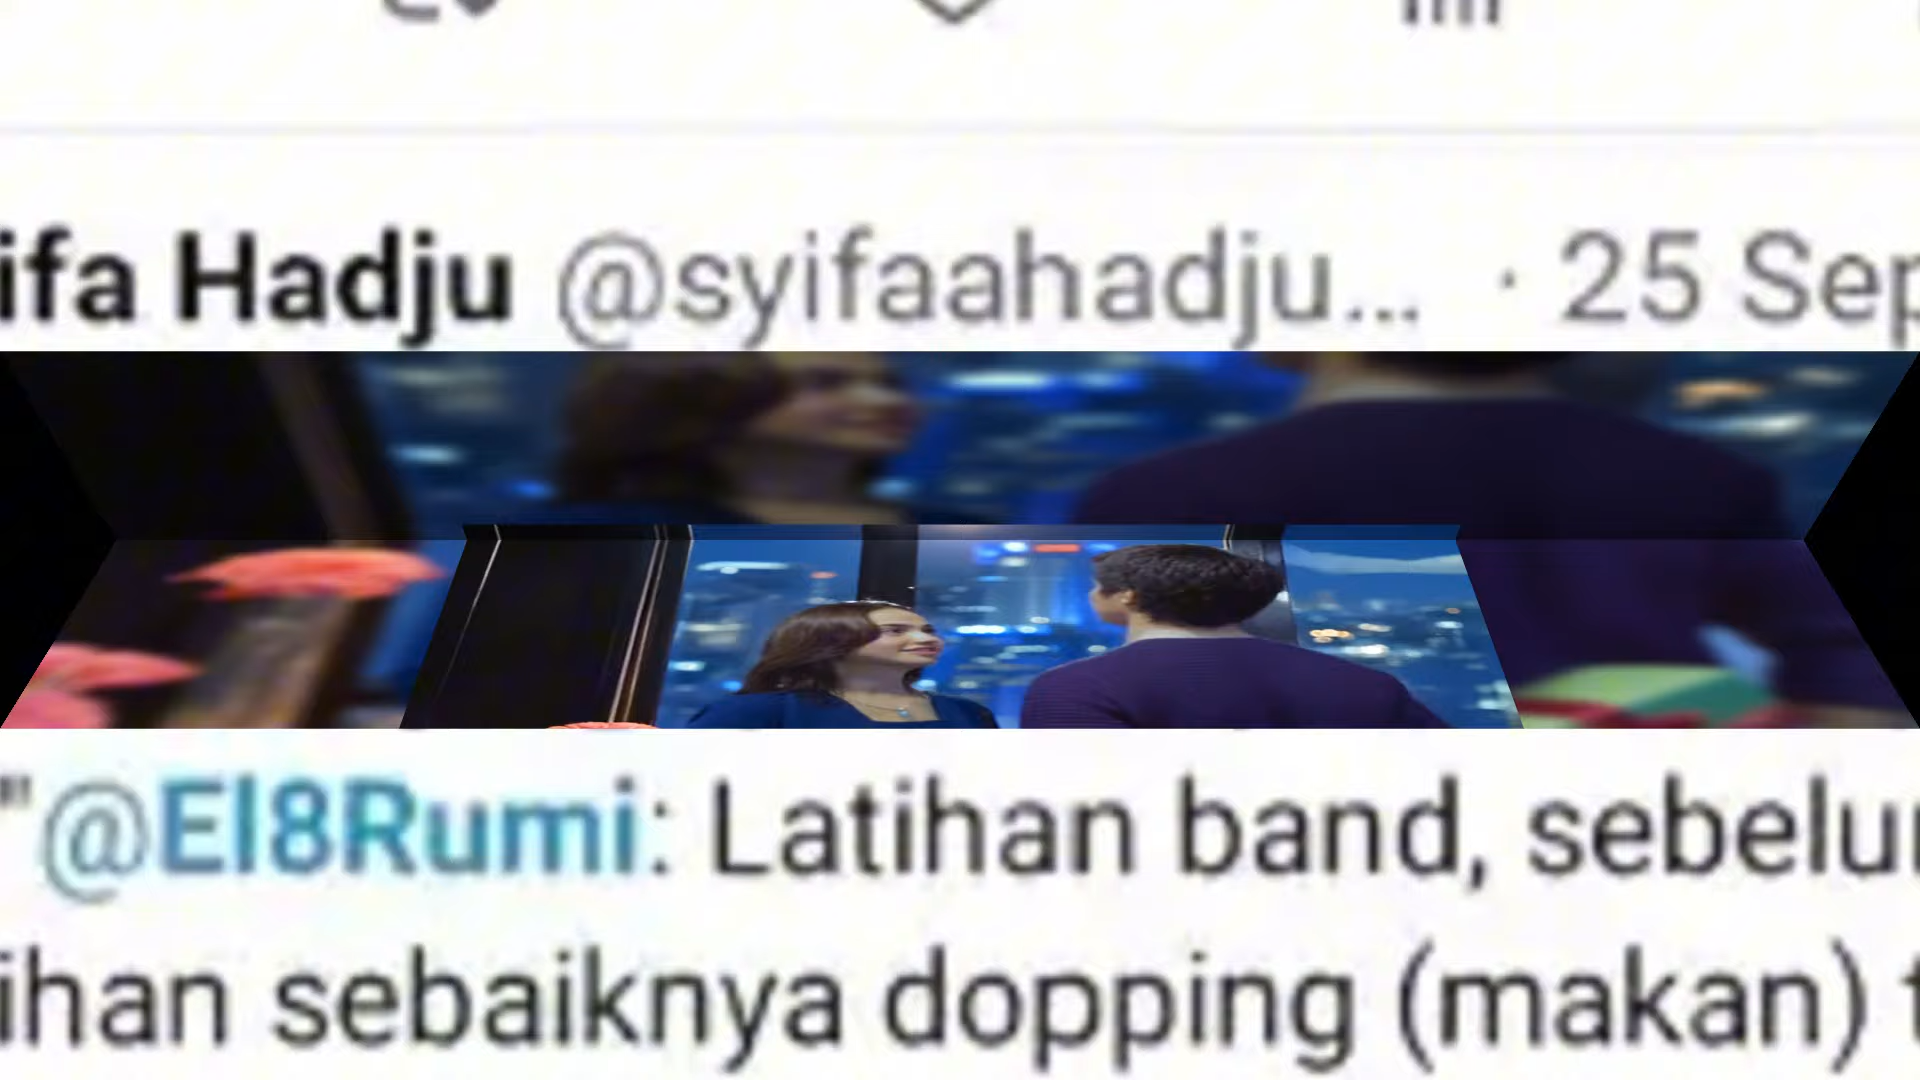 ifa Hadju @syifaahadju... · 25 Sep
"@El8Rumi: Latihan band, sebelu
ihan sebaiknya dopping (makan) t